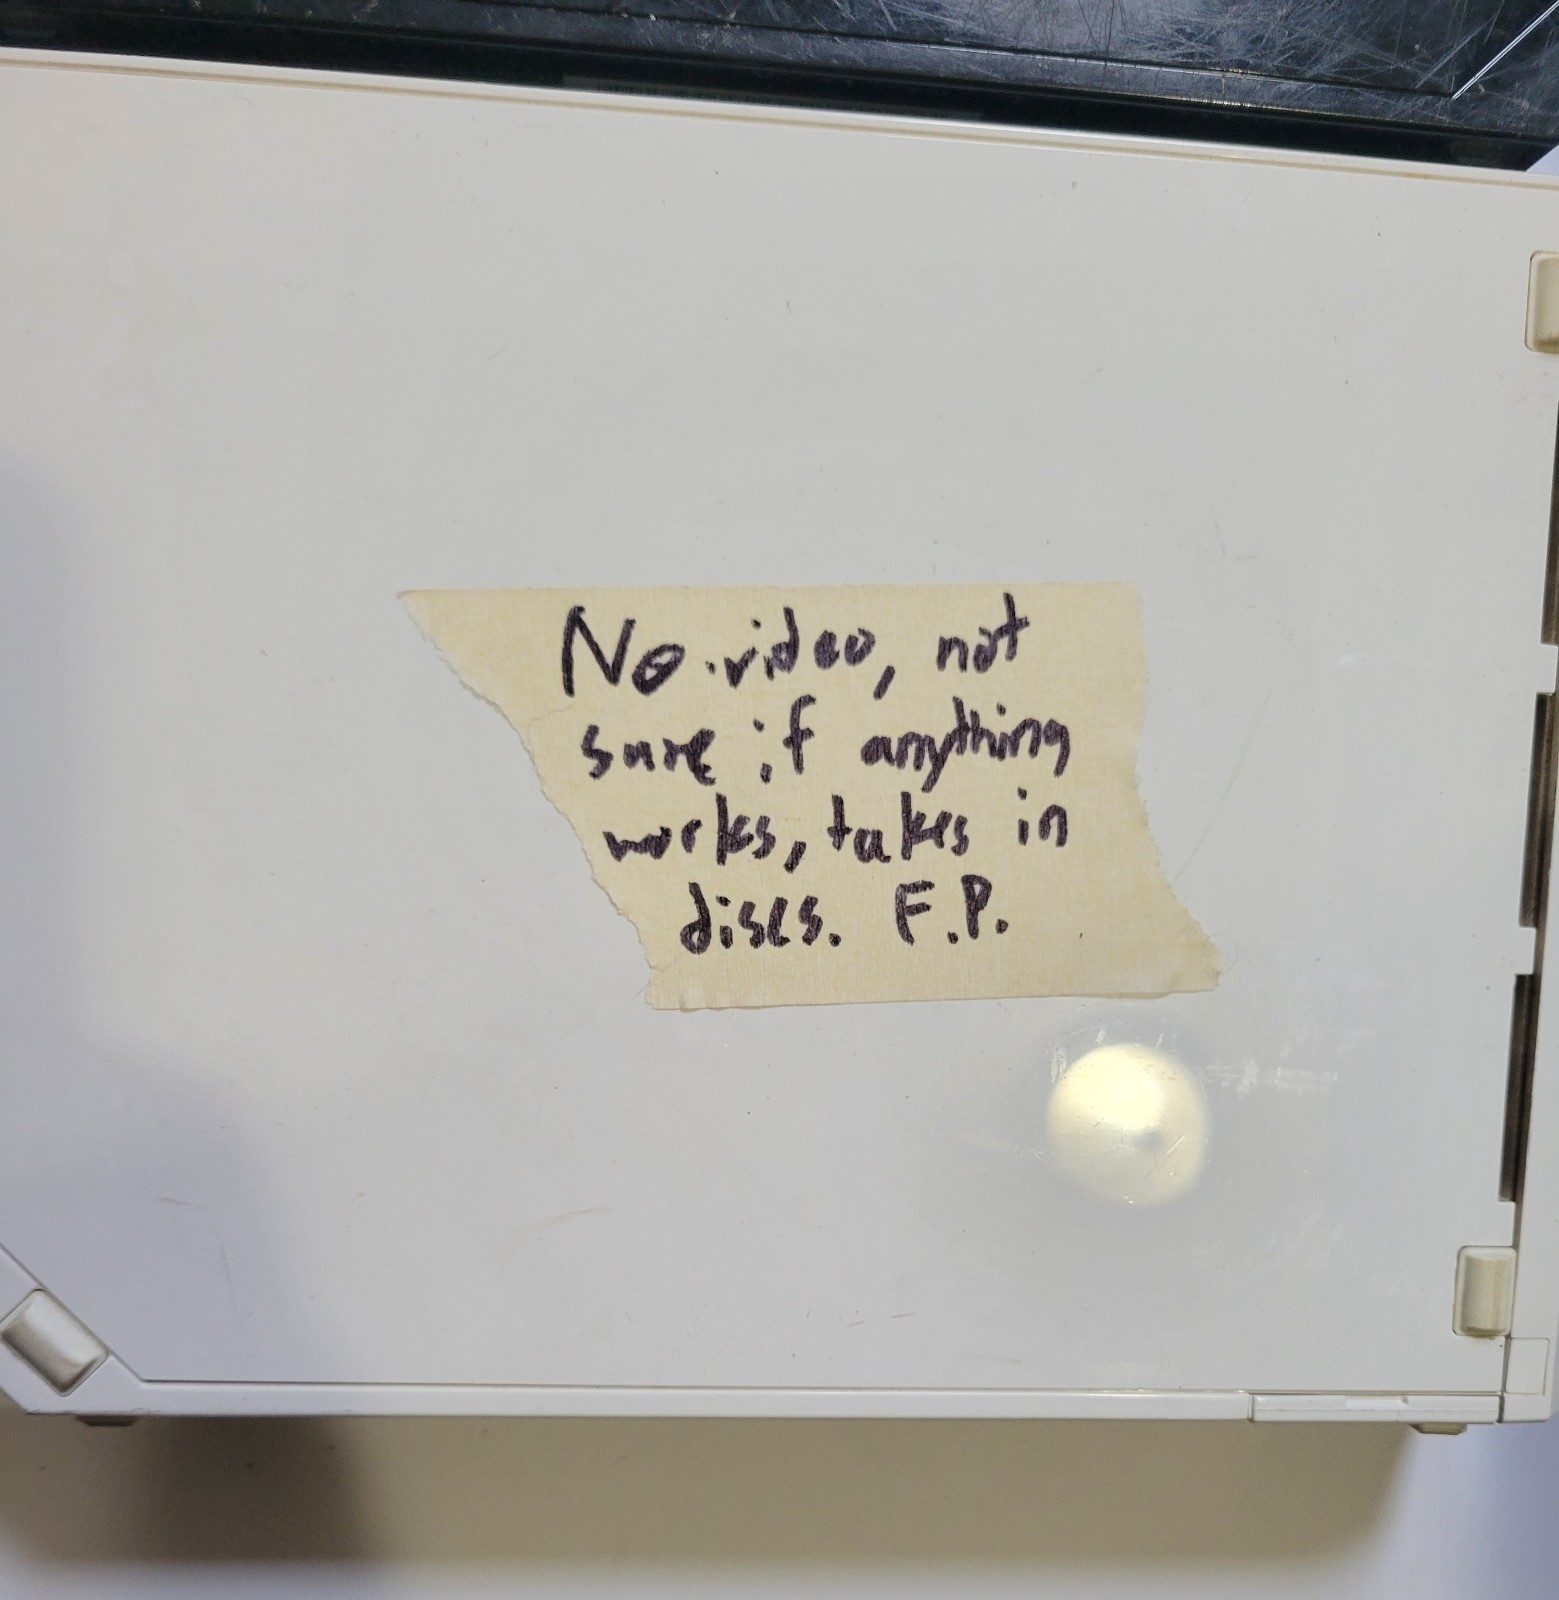 No video, not
sure if anything
works, takes in
discs. F.P.